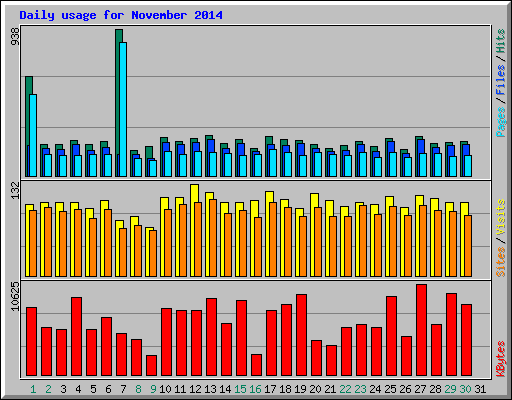 Daily usage for November 2014
938
Pages / Files / Hits
132
Sites / Visits
10625
KBytes
1 2 3 4 5 6 7 8 9 10 11 12 13 14 15 16 17 18 19 20 21 22 23 24 25 26 27 28 29 30 31